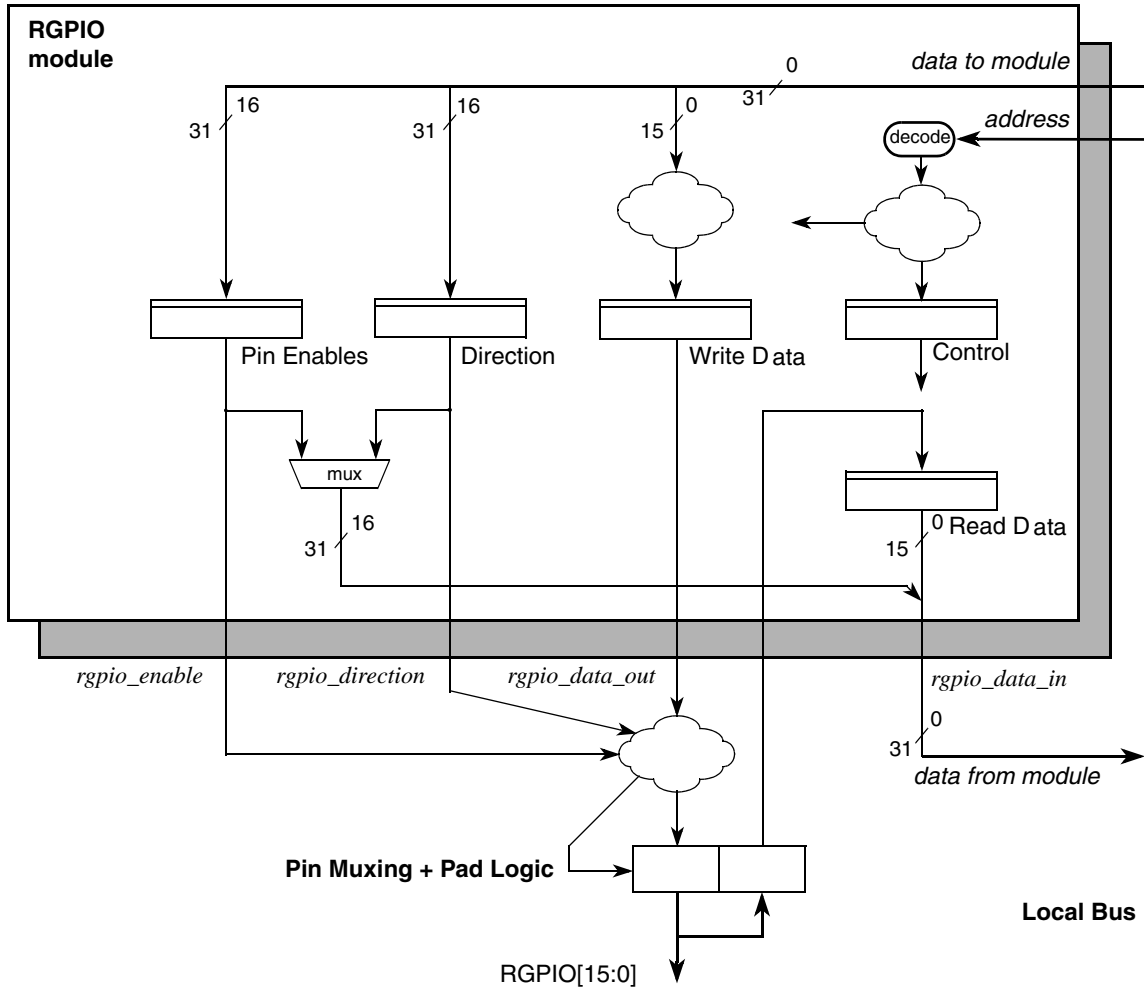 RGPIO
module
data to module
0
31
16
31
16
31
0
15
address
decode
Pin Enables
Direction
Write Data
Control
mux
16
31
0
15
Read Data
rgpio_enable
rgpio_direction
rgpio_data_out
rgpio_data_in
0
31
data from module
Pin Muxing + Pad Logic
Local Bus
RGPIO[15:0]